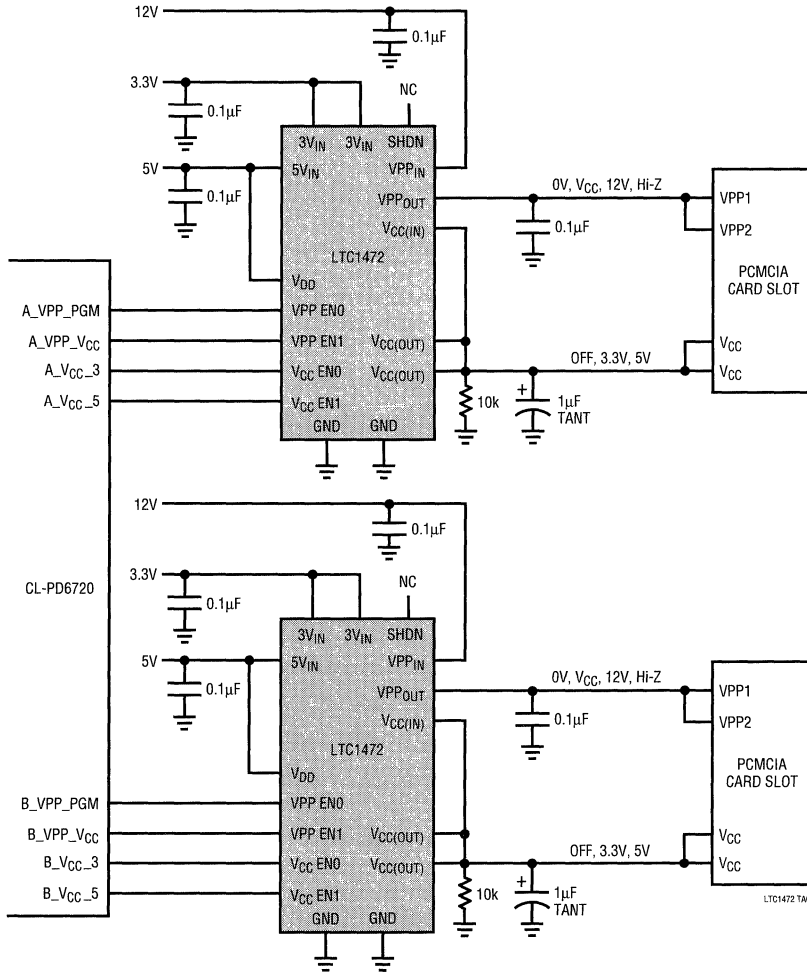 12V
0.1µF
3.3V
NC
0.1µF
3VIN 3VIN SHDN
5V
5VIN VPPIN
0.1µF
VPPOUT
0V, VCC, 12V, Hi-Z
VPP1
0.1µF
VCC(IN)
VPP2
LTC1472
PCMCIA
CARD SLOT
VDD
A_VPP_PGM
VPP EN0
A_VPP_VCC
VPP EN1
VCC(OUT)
VCC
A_VCC_3
VCC EN0
VCC(OUT)
OFF, 3.3V, 5V
VCC
A_VCC_5
VCC EN1
10k
+
1µF
TANT
GND GND
12V
0.1µF
CL-PD6720
3.3V
NC
0.1µF
3VIN 3VIN SHDN
5V
5VIN VPPIN
0.1µF
VPPOUT
0V, VCC, 12V, Hi-Z
VPP1
0.1µF
VCC(IN)
VPP2
LTC1472
PCMCIA
CARD SLOT
VDD
B_VPP_PGM
VPP EN0
B_VPP_VCC
VPP EN1
VCC(OUT)
VCC
B_VCC_3
VCC EN0
VCC(OUT)
OFF, 3.3V, 5V
VCC
B_VCC_5
VCC EN1
10k
+
1µF
TANT
GND GND
LTC1472